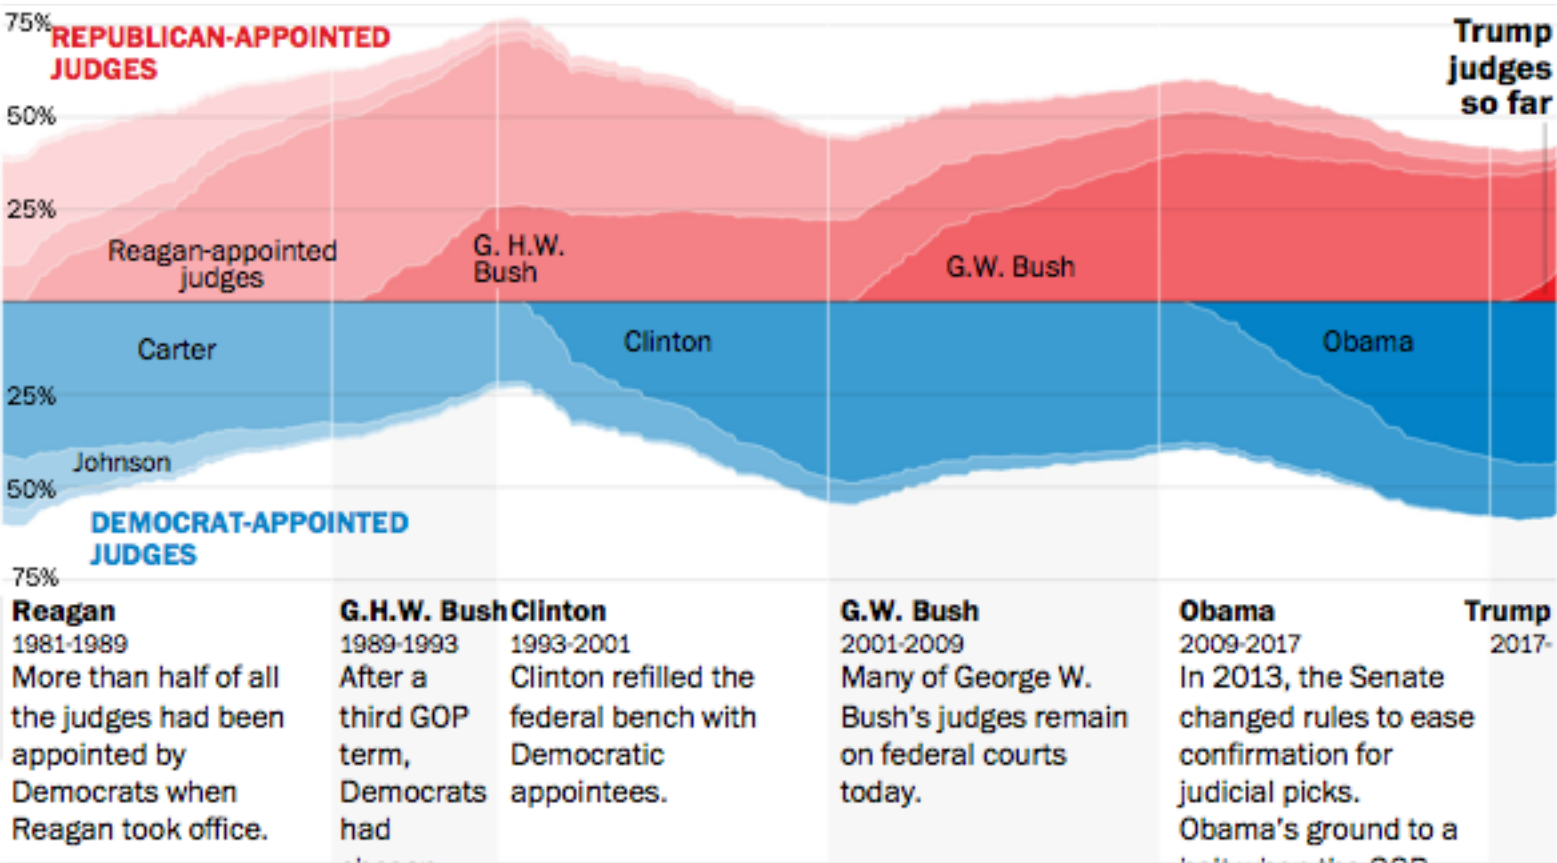 75%
REPUBLICAN-APPOINTED
JUDGES
Trump
judges
so far
50%
25%
Reagan-appointed
judges
G. H.W.
Bush
G.W. Bush
Carter
Clinton
Obama
25%
Johnson
50%
DEMOCRAT-APPOINTED
JUDGES
75%
Reagan
1981-1989
More than half of all
the judges had been
appointed by
Democrats when
Reagan took office.
G.H.W. Bush
1989-1993
After a
third GOP
term,
Democrats
had
Clinton
1993-2001
Clinton refilled the
federal bench with
Democratic
appointees.
G.W. Bush
2001-2009
Many of George W.
Bush's judges remain
on federal courts
today.
Obama
2009-2017
In 2013, the Senate
changed rules to ease
confirmation for
judicial picks.
Obama's ground to a
Trump
2017-